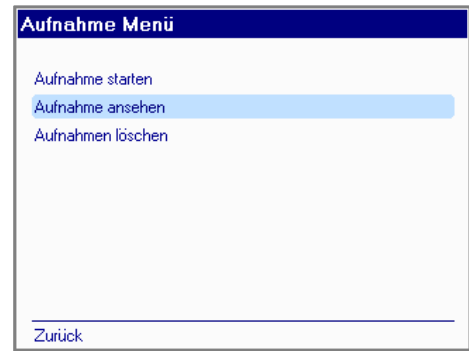 Aufnahme Menü
Aufnahme starten
Aufnahme ansehen
Aufnahmen löschen
Zurück